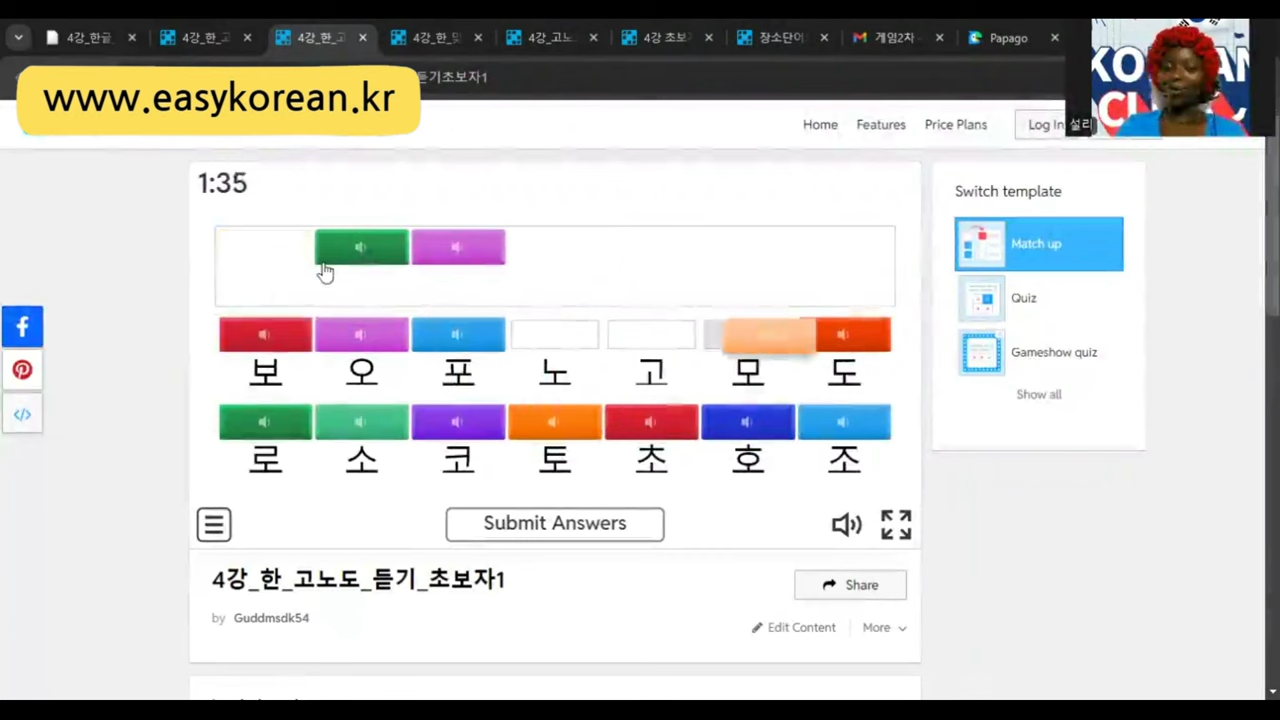 4강_한글
4강_한_고
4강_한_고
4강_한_맞
4강_고노
4강 초보
장소단어
게임2차
Papago
www.easykorean.kr
듣기초보자1
Home
Features
Price Plans
Log In
설리
1:35
Switch template
Match up
Quiz
Gameshow quiz
Show all
보 오 포 노 고 모 도
로 소 코 토 초 호 조
Submit Answers
4강_한_고노도_듣기_초보자1
Share
by Guddmsdk54
Edit Content
More